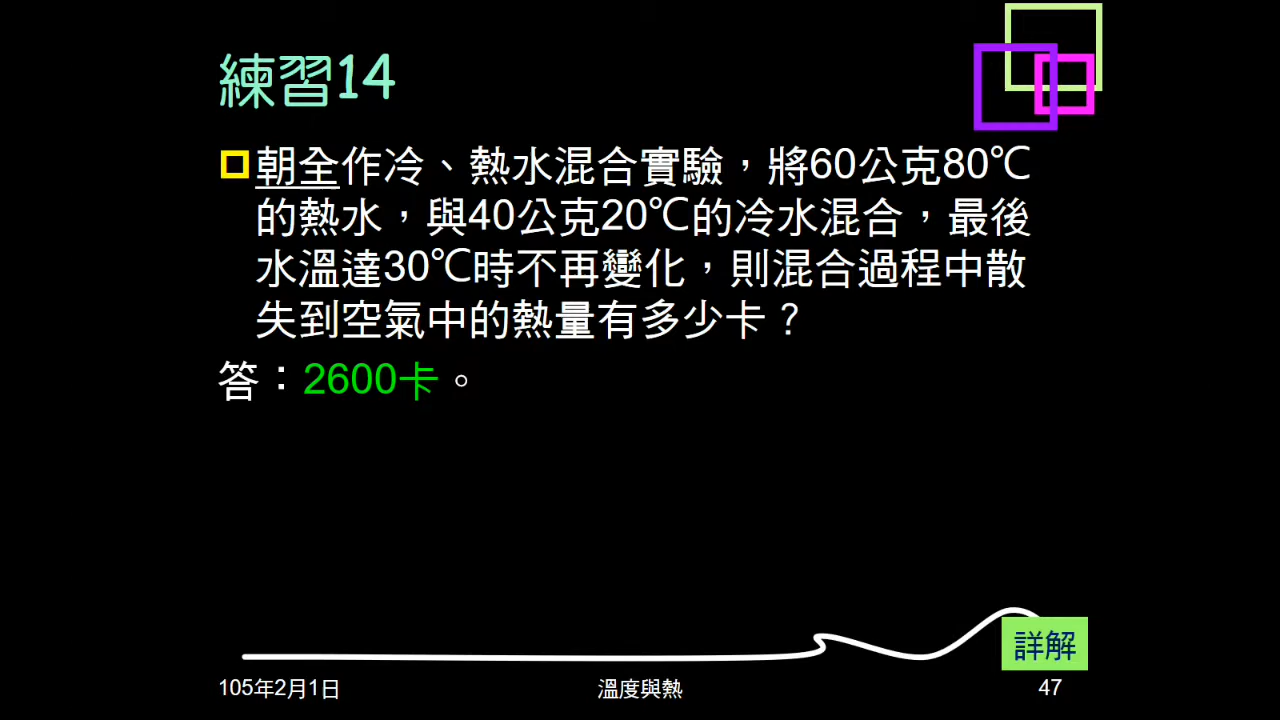 練習14
朝全作冷、熱水混合實驗，將60公克80℃
的熱水，與40公克20℃的冷水混合，最後
水溫達30℃時不再變化，則混合過程中散
失到空氣中的熱量有多少卡？
答：2600卡。
詳解
105年2月1日
溫度與熱
47